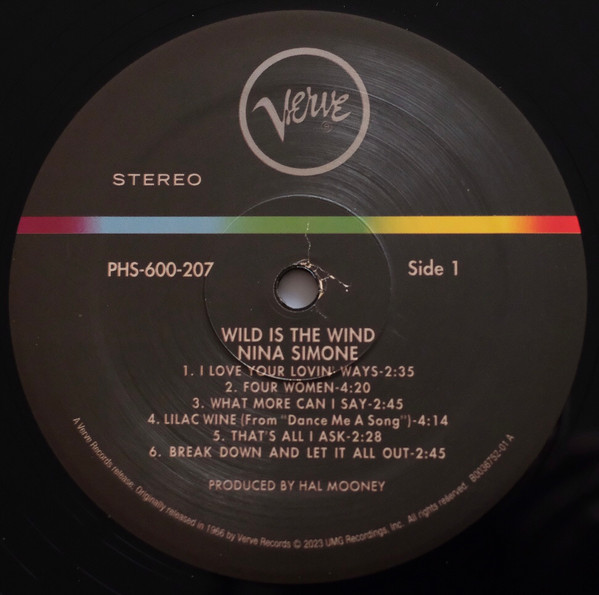 Verve
STEREO
PHS-600-207
Side 1
WILD IS THE WIND
NINA SIMONE
1. I LOVE YOUR LOVIN' WAYS-2:35
2. FOUR WOMEN-4:20
3. WHAT MORE CAN I SAY-2:45
4. LILAC WINE (From "Dance Me A Song")-4:14
5. THAT'S ALL I ASK-2:28
6. BREAK DOWN AND LET IT ALL OUT-2:45
PRODUCED BY HAL MOONEY
A Verve Records release. Originally released in 1966 by Verve Records © 2023 UMG Recordings, Inc. All rights reserved. B0036752-01 A